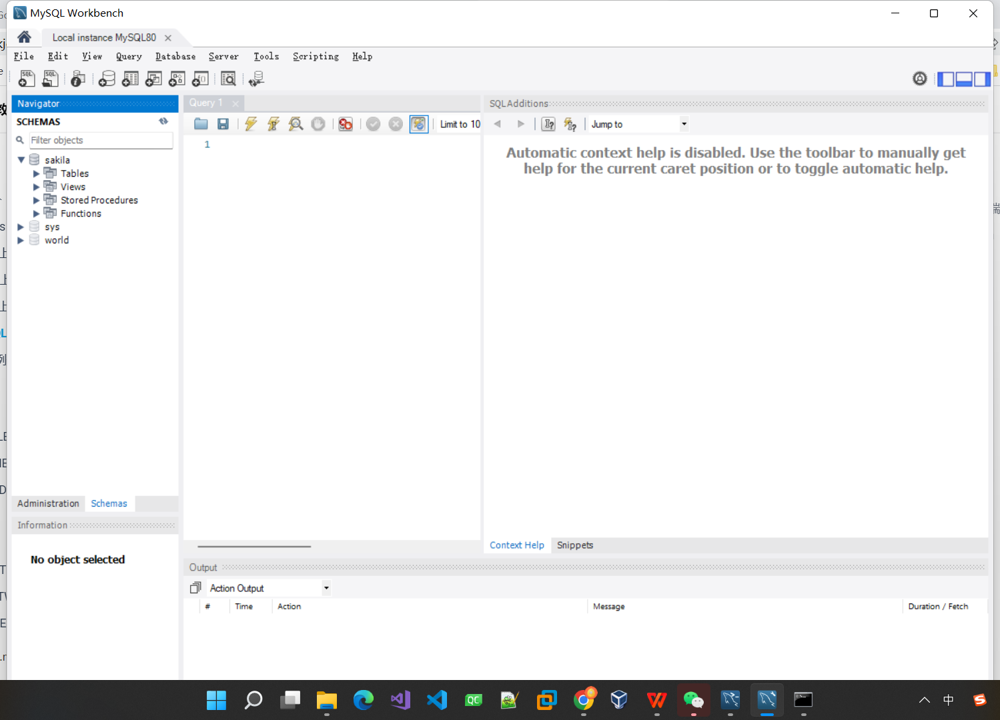 MySQL Workbench
Local instance MySQL80
File Edit View Query Database Server Tools Scripting Help
Navigator
SCHEMAS
Filter objects
sakila
Tables
Views
Stored Procedures
Functions
sys
world
Administration Schemas
Information
No object selected
Query 1
Limit to 10
1
SQLAdditions
Jump to
Automatic context help is disabled. Use the toolbar to manually get
help for the current caret position or to toggle automatic help.
Context Help Snippets
Output
Action Output
# Time Action Message Duration / Fetch
QC
中